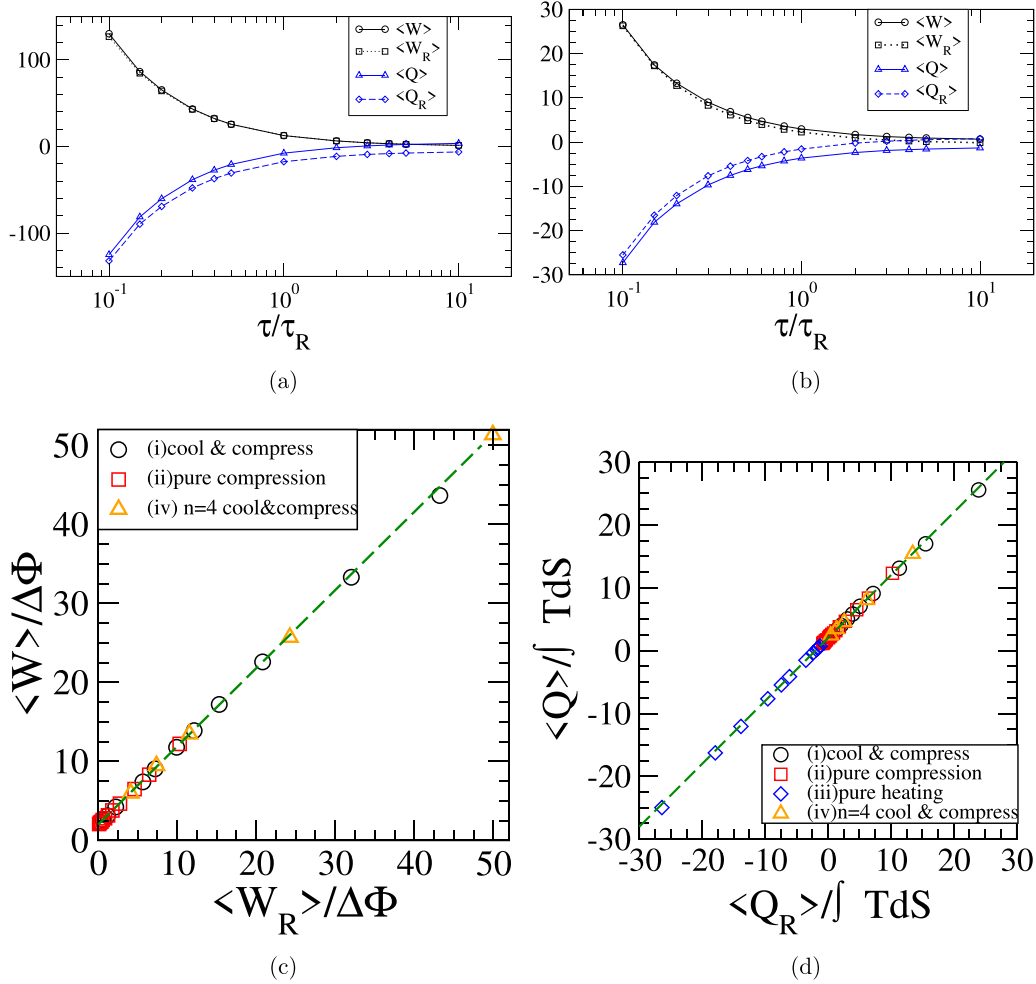 100
0
-100
10^-1
10^0
10^1
τ/τ_R
<W>
<W_R>
<Q>
<Q_R>
(a)
30
20
10
0
-10
-20
-30
10^-1
10^0
10^1
τ/τ_R
<W>
<W_R>
<Q>
<Q_R>
(b)
50
40
30
20
10
0
0 10 20 30 40 50
<W>/ΔΦ
<W_R>/ΔΦ
(i)cool & compress
(ii)pure compression
(iv) n=4 cool&compress
(c)
30
20
10
0
-10
-20
-30
-30 -20 -10 0 10 20 30
<Q>/∫ TdS
<Q_R>/∫ TdS
(i)cool & compress
(ii)pure compression
(iii)pure heating
(iv)n=4 cool & compress
(d)